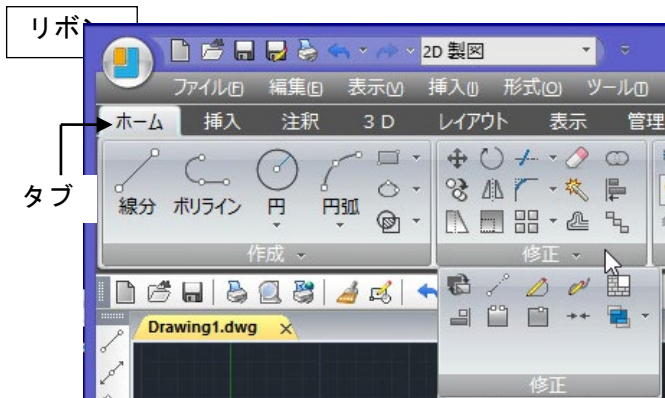 リボン
2D 製図
ファイル(F) 編集(E) 表示(V) 挿入(I) 形式(O) ツール(T)
ホーム 挿入 注釈 3D レイアウト 表示 管理
タブ
線分 ポリライン 円 円弧
作成 修正
Drawing1.dwg
修正